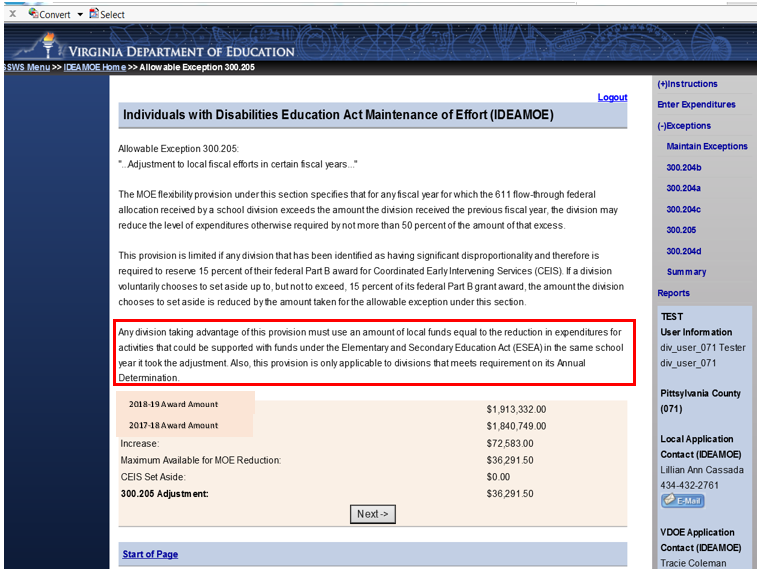 X Convert Select
VIRGINIA DEPARTMENT OF EDUCATION
SSWS Menu >> IDEAMOE Home >> Allowable Exception 300.205
Logout
Individuals with Disabilities Education Act Maintenance of Effort (IDEAMOE)
Allowable Exception 300.205:
"...Adjustment to local fiscal efforts in certain fiscal years..."
The MOE flexibility provision under this section specifies that for any fiscal year for which the 611 flow-through federal
allocation received by a school division exceeds the amount the division received the previous fiscal year, the division may
reduce the level of expenditures otherwise required by not more than 50 percent of the amount of that excess.
This provision is limited if any division that has been identified as having significant disproportionality and therefore is
required to reserve 15 percent of their federal Part B award for Coordinated Early Intervening Services (CEIS). If a division
voluntarily chooses to set aside up to, but not to exceed, 15 percent of its federal Part B grant award, the amount the division
chooses to set aside is reduced by the amount taken for the allowable exception under this section.
Any division taking advantage of this provision must use an amount of local funds equal to the reduction in expenditures for
activities that could be supported with funds under the Elementary and Secondary Education Act (ESEA) in the same school
year it took the adjustment. Also, this provision is only applicable to divisions that meets requirement on its Annual
Determination.
2018-19 Award Amount $1,913,332.00
2017-18 Award Amount $1,840,749.00
Increase: $72,583.00
Maximum Available for MOE Reduction: $36,291.50
CEIS Set Aside: $0.00
300.205 Adjustment: $36,291.50
Next ->
Start of Page
(+)Instructions
Enter Expenditures
(-)Exceptions
Maintain Exceptions
300.204b
300.204a
300.204c
300.205
300.204d
Summary
Reports
TEST
User Information
div_user_071 Tester
div_user_071
Pittsylvania County
(071)
Local Application
Contact (IDEAMOE)
Lillian Ann Cassada
434-432-2761
E-Mail
VDOE Application
Contact (IDEAMOE)
Tracie Coleman